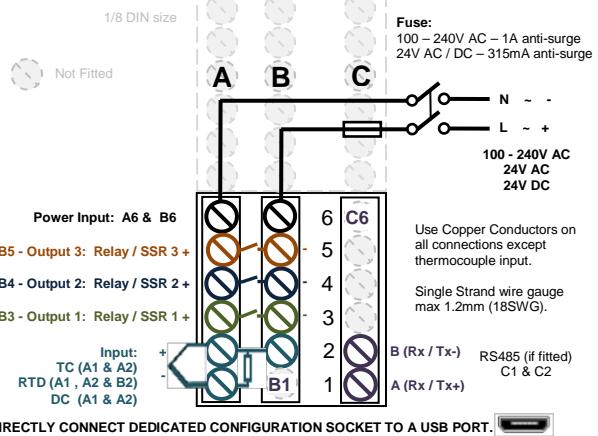 1/8 DIN size
Fuse:
100 – 240V AC – 1A anti-surge
24V AC / DC – 315mA anti-surge
Not Fitted
A B C
N ~ -
L ~ +
100 - 240V AC
24V AC
24V DC
Power Input: A6 & B6
6 C6
B5 - Output 3: Relay / SSR 3 + - 5
B4 - Output 2: Relay / SSR 2 + - 4
B3 - Output 1: Relay / SSR 1 + - 3
Use Copper Conductors on
all connections except
thermocouple input.
Single Strand wire gauge
max 1.2mm (18SWG).
Input: +
TC (A1 & A2) -
RTD (A1 , A2 & B2)
DC (A1 & A2)
2 B (Rx / Tx-)
B1 1 A (Rx / Tx+)
RS485 (if fitted)
C1 & C2
IRECTLY CONNECT DEDICATED CONFIGURATION SOCKET TO A USB PORT.